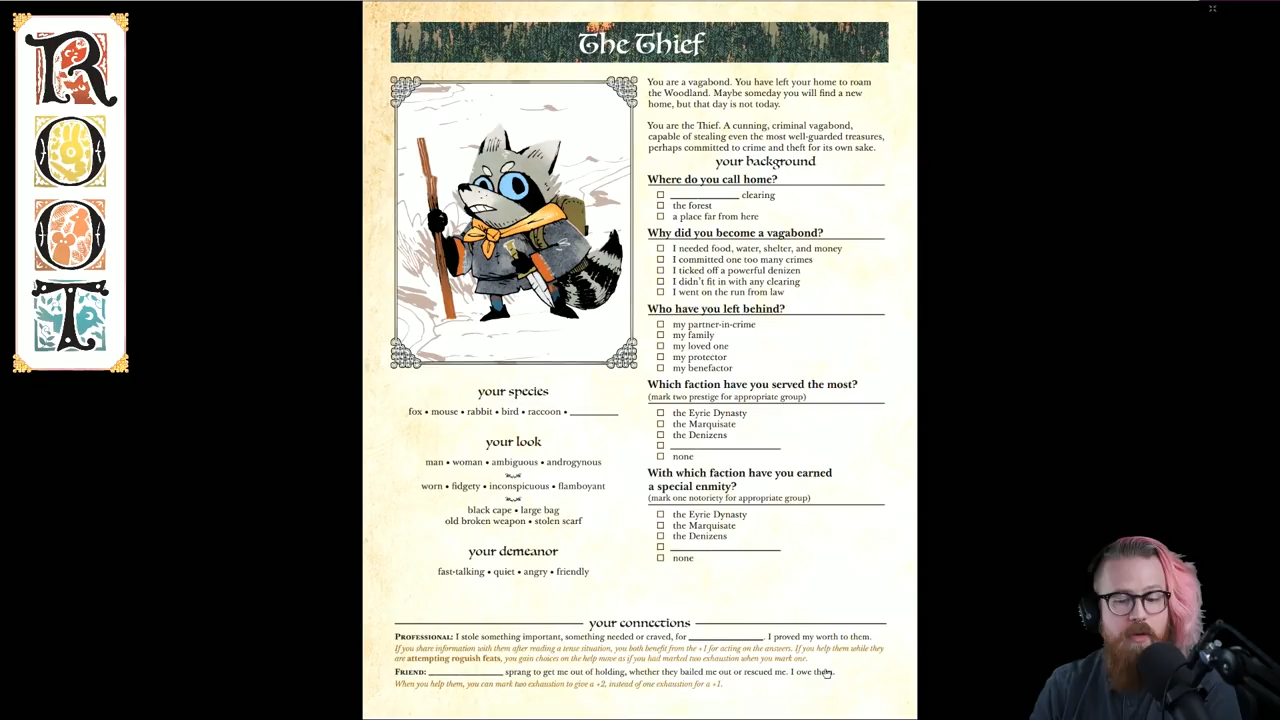 ROOT
The Thief
You are a vagabond. You have left your home to roam
the Woodland. Maybe someday you will find a new
home, but that day is not today.
You are the Thief. A cunning, criminal vagabond,
capable of stealing even the most well-guarded treasures,
perhaps committed to crime and theft for its own sake.
your background
Where do you call home?
____________ clearing
the forest
a place far from here
Why did you become a vagabond?
I needed food, water, shelter, and money
I committed one too many crimes
I ticked off a powerful denizen
I didn't fit in with any clearing
I went on the run from law
Who have you left behind?
my partner-in-crime
my family
my loved one
my protector
my benefactor
Which faction have you served the most?
(mark two prestige for appropriate group)
the Eyrie Dynasty
the Marquisate
the Denizens
____________
none
With which faction have you earned
a special enmity?
(mark one notoriety for appropriate group)
the Eyrie Dynasty
the Marquisate
the Denizens
____________
none
your species
fox • mouse • rabbit • bird • raccoon • ________
your look
man • woman • ambiguous • androgynous
worn • fidgety • inconspicuous • flamboyant
black cape • large bag
old broken weapon • stolen scarf
your demeanor
fast-talking • quiet • angry • friendly
your connections
PROFESSIONAL: I stole something important, something needed or craved, for ____________. I proved my worth to them.
If you share information with them after reading a tense situation, you both benefit from the +1 for acting on the answers. If you help them while they
are attempting roguish feats, you gain choices on the help move as if you had marked two exhaustion when you mark one.
FRIEND: ____________ sprang to get me out of holding, whether they bailed me out or rescued me. I owe them.
When you help them, you can mark two exhaustion to give a +2, instead of one exhaustion for a +1.